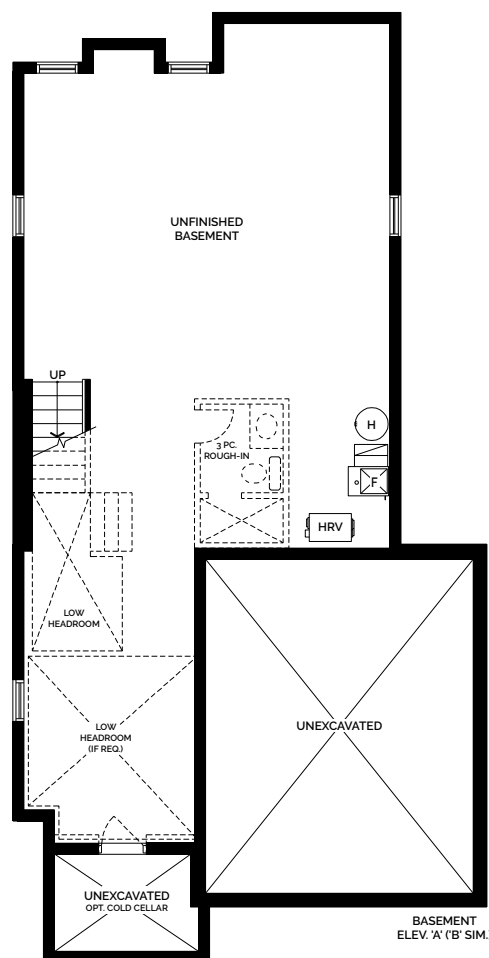 UNFINISHED
BASEMENT
UP
3 PC.
ROUGH-IN
H
F
HRV
LOW
HEADROOM
LOW
HEADROOM
(IF REQ.)
UNEXCAVATED
UNEXCAVATED
OPT. COLD CELLAR
BASEMENT
ELEV. 'A' ('B' SIM.)